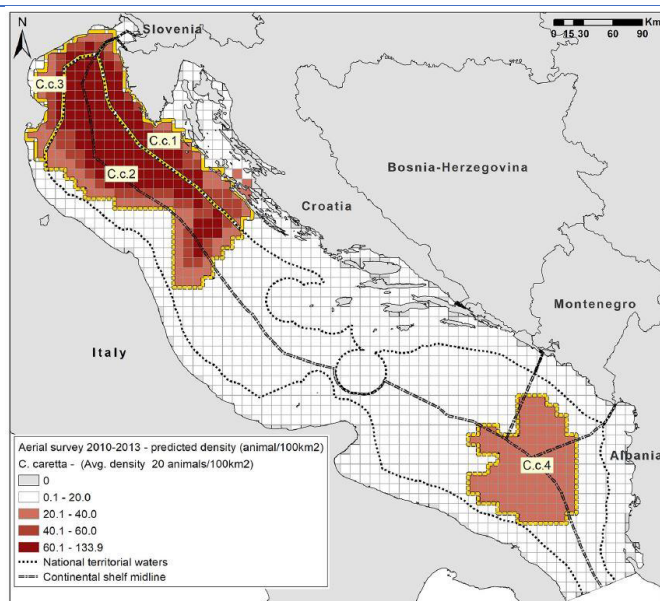 N
Slovenia
Km
0 15 30 60 90
C.c.3
C.c.1
C.c.2
Bosnia-Herzegovina
Croatia
Montenegro
Italy
Albania
C.c.4
Aerial survey 2010-2013 - predicted density (animal/100km2)
C. caretta - (Avg. density 20 animals/100km2)
0
0.1 - 20.0
20.1 - 40.0
40.1 - 60.0
60.1 - 133.9
National territorial waters
Continental shelf midline